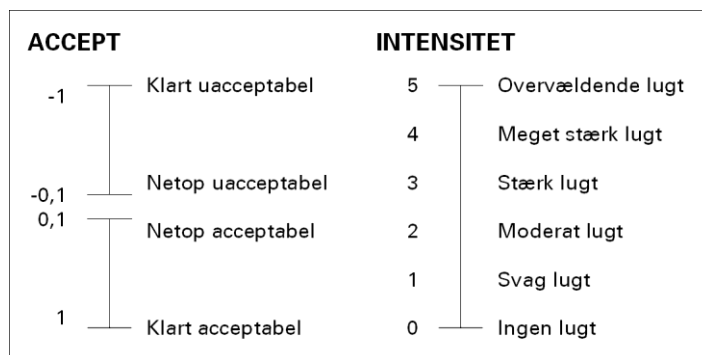 ACCEPT
-1 Klart uacceptabel
-0,1 Netop uacceptabel
0,1 Netop acceptabel
1 Klart acceptabel
INTENSITET
5 Overvældende lugt
4 Meget stærk lugt
3 Stærk lugt
2 Moderat lugt
1 Svag lugt
0 Ingen lugt